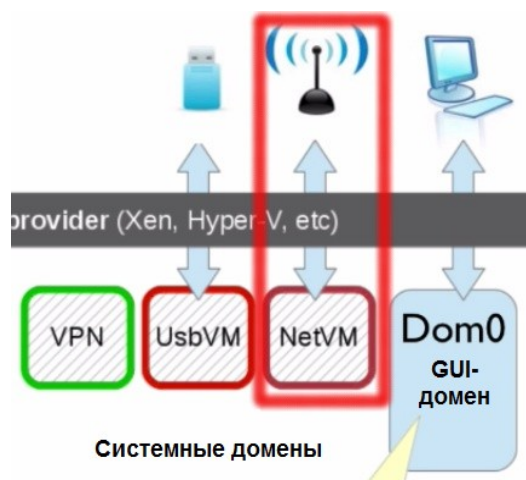 provider (Xen, Hyper-V, etc)
VPN
UsbVM
NetVM
Dom0
GUI-
домен
Системные домены